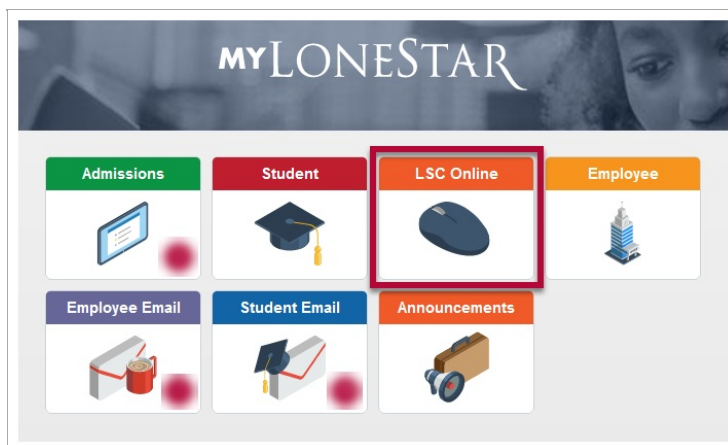 MYLONESTAR
Admissions
Student
LSC Online
Employee
Employee Email
Student Email
Announcements